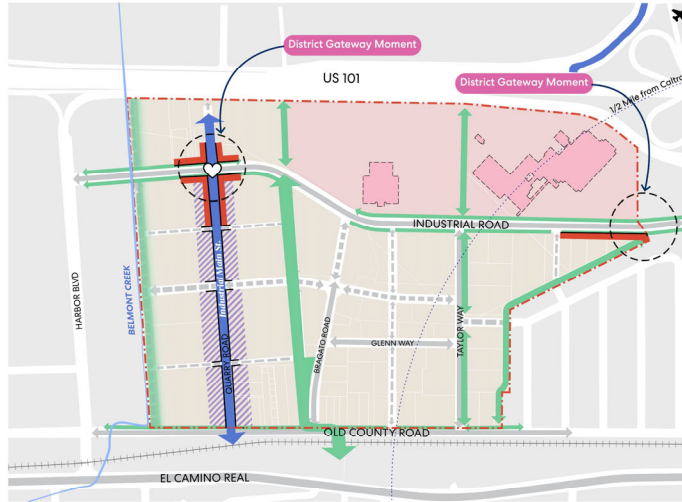 District Gateway Moment
US 101
District Gateway Moment
1/2 Mile from Caltra
INDUSTRIAL ROAD
HARBOR BLVD
BELMONT CREEK
Industrial Main St.
QUARRY ROAD
BRAGATO ROAD
GLENN WAY
TAYLOR WAY
OLD COUNTY ROAD
EL CAMINO REAL